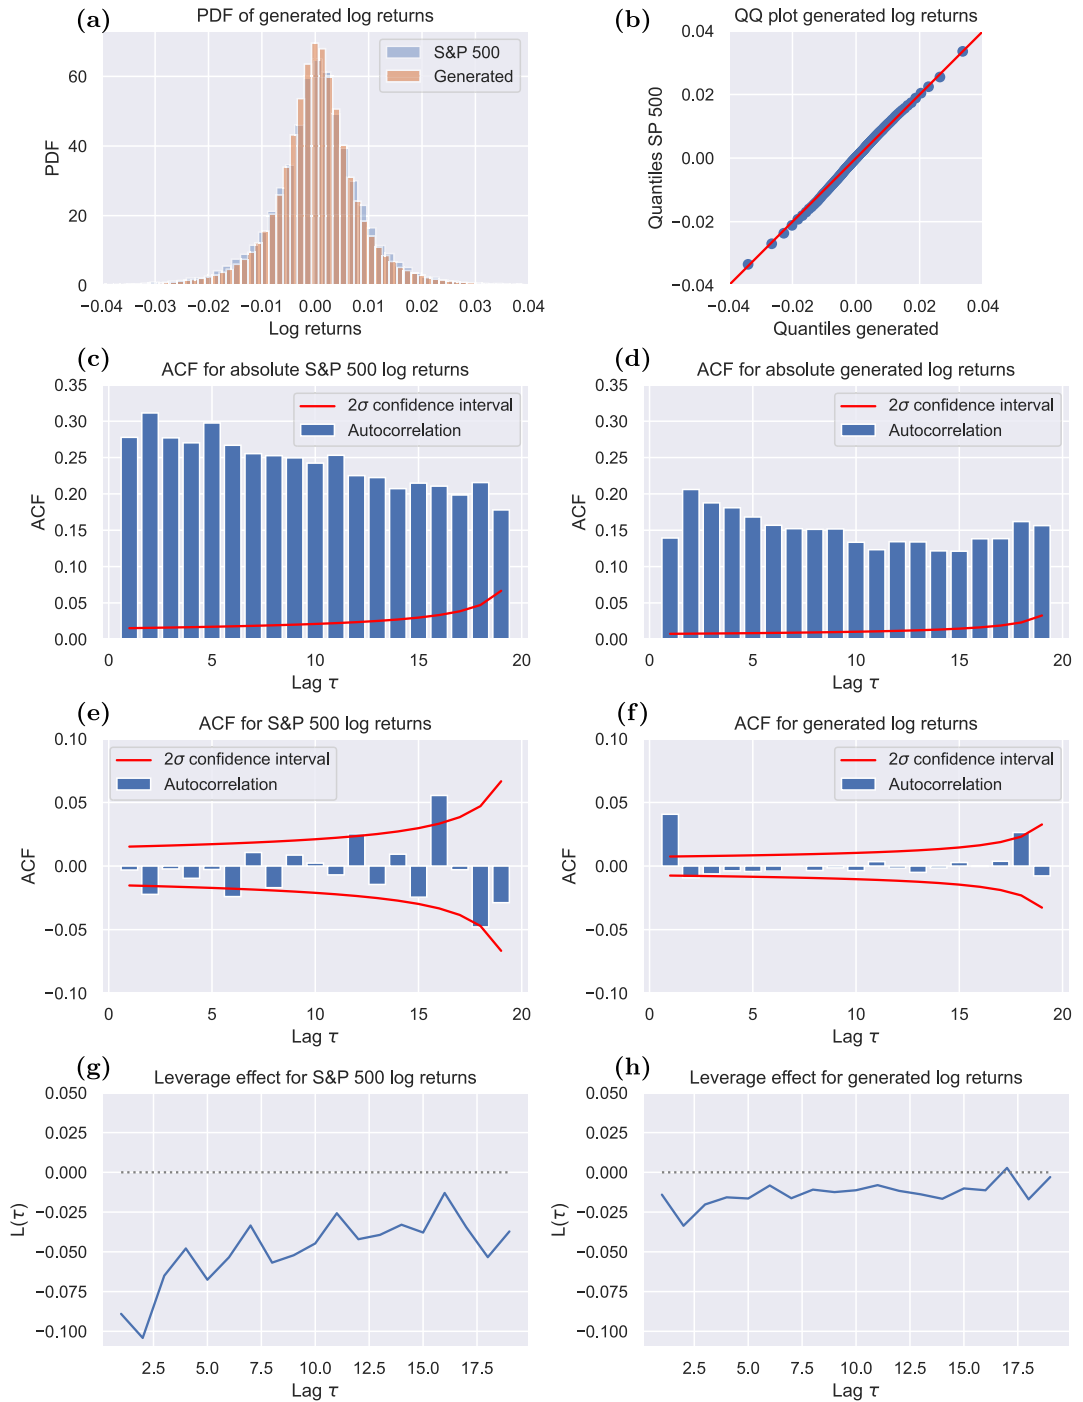 (a)
PDF of generated log returns
S&P 500
Generated
PDF
60
40
20
0
−0.04 −0.03 −0.02 −0.01 0.00 0.01 0.02 0.03 0.04
Log returns
(b)
QQ plot generated log returns
Quantiles SP 500
0.04
0.02
0.00
−0.02
−0.04
−0.04 −0.02 0.00 0.02 0.04
Quantiles generated
(c)
ACF for absolute S&P 500 log returns
2σ confidence interval
Autocorrelation
ACF
0.35
0.30
0.25
0.20
0.15
0.10
0.05
0.00
0 5 10 15 20
Lag τ
(d)
ACF for absolute generated log returns
2σ confidence interval
Autocorrelation
ACF
0.35
0.30
0.25
0.20
0.15
0.10
0.05
0.00
0 5 10 15 20
Lag τ
(e)
ACF for S&P 500 log returns
2σ confidence interval
Autocorrelation
ACF
0.10
0.05
0.00
−0.05
−0.10
0 5 10 15 20
Lag τ
(f)
ACF for generated log returns
2σ confidence interval
Autocorrelation
ACF
0.10
0.05
0.00
−0.05
−0.10
0 5 10 15 20
Lag τ
(g)
Leverage effect for S&P 500 log returns
L(τ)
0.050
0.025
0.000
−0.025
−0.050
−0.075
−0.100
2.5 5.0 7.5 10.0 12.5 15.0 17.5
Lag τ
(h)
Leverage effect for generated log returns
L(τ)
0.050
0.025
0.000
−0.025
−0.050
−0.075
−0.100
2.5 5.0 7.5 10.0 12.5 15.0 17.5
Lag τ